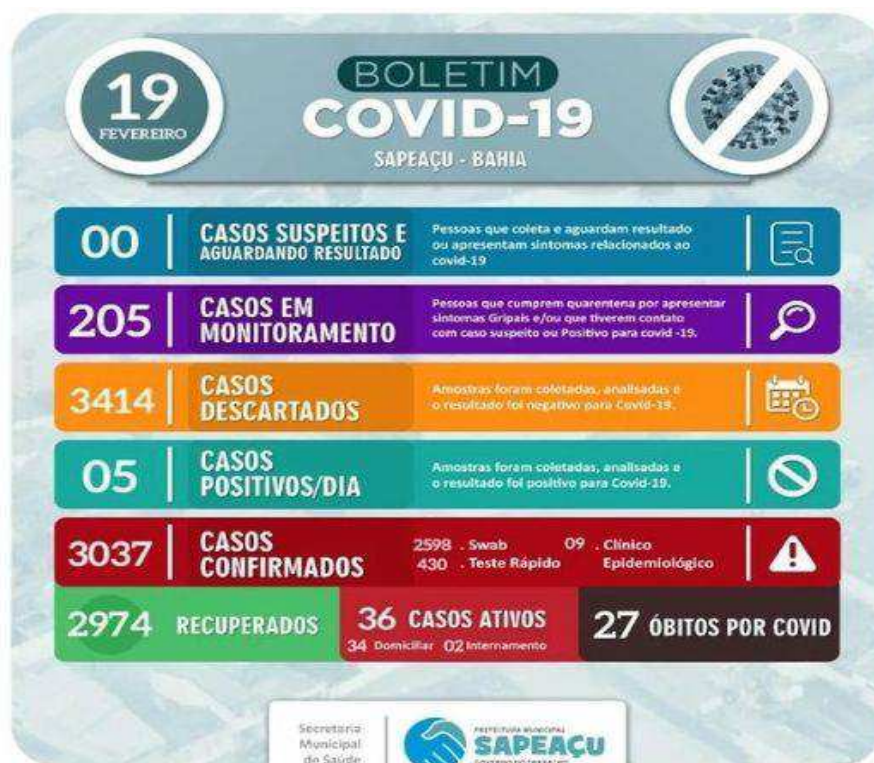 19
FEVEREIRO
BOLETIM
COVID-19
SAPEAÇU - BAHIA
00
CASOS SUSPEITOS E
AGUARDANDO RESULTADO
Pessoas que coleta e aguardam resultado
ou apresentam sintomas relacionados ao
covid-19
205
CASOS EM
MONITORAMENTO
Pessoas que cumprem quarentena por apresentar
sintomas Gripais e/ou que tiverem contato
com caso suspeito ou Positivo para covid -19.
3414
CASOS
DESCARTADOS
Amostras foram coletadas, analisadas e
o resultado foi negativo para Covid-19.
05
CASOS
POSITIVOS/DIA
Amostras foram coletadas, analisadas e
o resultado foi positivo para Covid-19.
3037
CASOS
CONFIRMADOS
2598 . Swab
430 . Teste Rápido
09 . Clínico
Epidemiológico
2974 RECUPERADOS
36 CASOS ATIVOS
34 Domiciliar 02 Internamento
27 ÓBITOS POR COVID
Secretaria
Municipal
de Saúde
PREFEITURA MUNICIPAL
SAPEAÇU